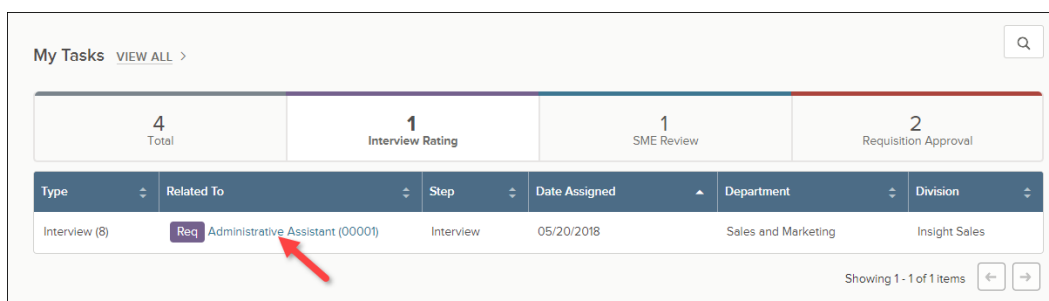 My Tasks VIEW ALL >
4 1 1 2
Total Interview Rating SME Review Requisition Approval
Type Related To Step Date Assigned Department Division
Interview (8) Req Administrative Assistant (00001) Interview 05/20/2018 Sales and Marketing Insight Sales
Showing 1 - 1 of 1 items